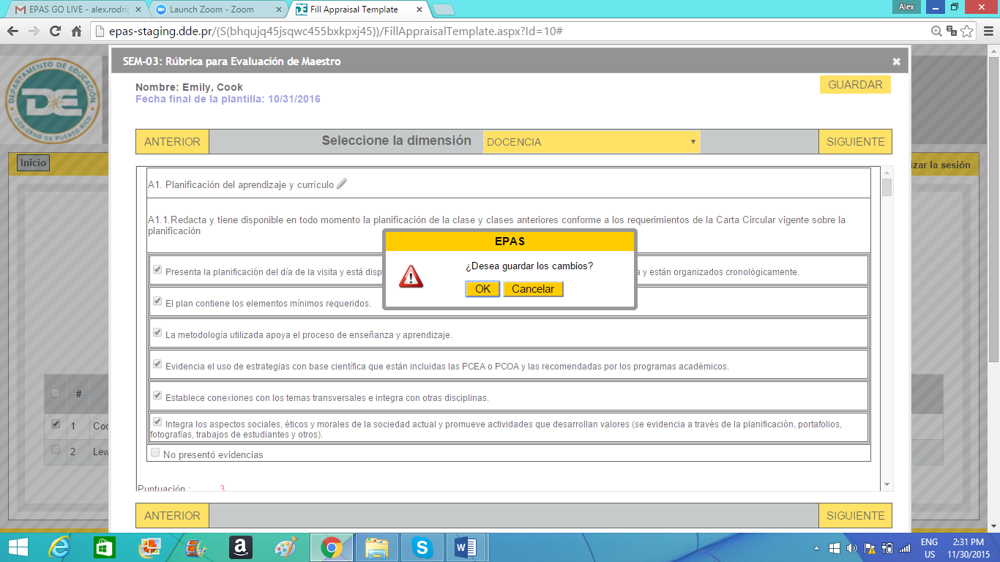 EPAS GO LIVE - alex.rodrig
Launch Zoom - Zoom
Fill Appraisal Template
Alex
epas-staging.dde.pr/(S(bhqujq45jsqwc455bxkpxj45))/FillAppraisalTemplate.aspx?Id=10#
SEM-03: Rúbrica para Evaluación de Maestro
DEPARTAMENTO DE EDUCACIÓN
DE
GOBIERNO DE PUERTO RICO
Nombre: Emily, Cook
GUARDAR
Fecha final de la plantilla: 10/31/2016
ANTERIOR
Seleccione la dimensión
DOCENCIA
SIGUIENTE
Inicio
izar la sesión
A1. Planificación del aprendizaje y currículo
A1.1.Redacta y tiene disponible en todo momento la planificación de la clase y clases anteriores conforme a los requerimientos de la Carta Circular vigente sobre la
planificación
EPAS
¿Desea guardar los cambios?
OK
Cancelar
Presenta la planificación del día de la visita y está disp
a y están organizados cronológicamente.
El plan contiene los elementos mínimos requeridos.
La metodología utilizada apoya el proceso de enseñanza y aprendizaje.
Evidencia el uso de estrategias con base científica que están incluidas las PCEA o PCOA y las recomendadas por los programas académicos.
Establece conexiones con los temas transversales e integra con otras disciplinas.
Integra los aspectos sociales, éticos y morales de la sociedad actual y promueve actividades que desarrollan valores (se evidencia a través de la planificación, portafolios,
fotografías, trabajos de estudiantes y otros).
No presentó evidencias
#
1 Coo
2 Lew
Puntuación : 3
ANTERIOR
SIGUIENTE
ENG
US
2:31 PM
11/30/2015